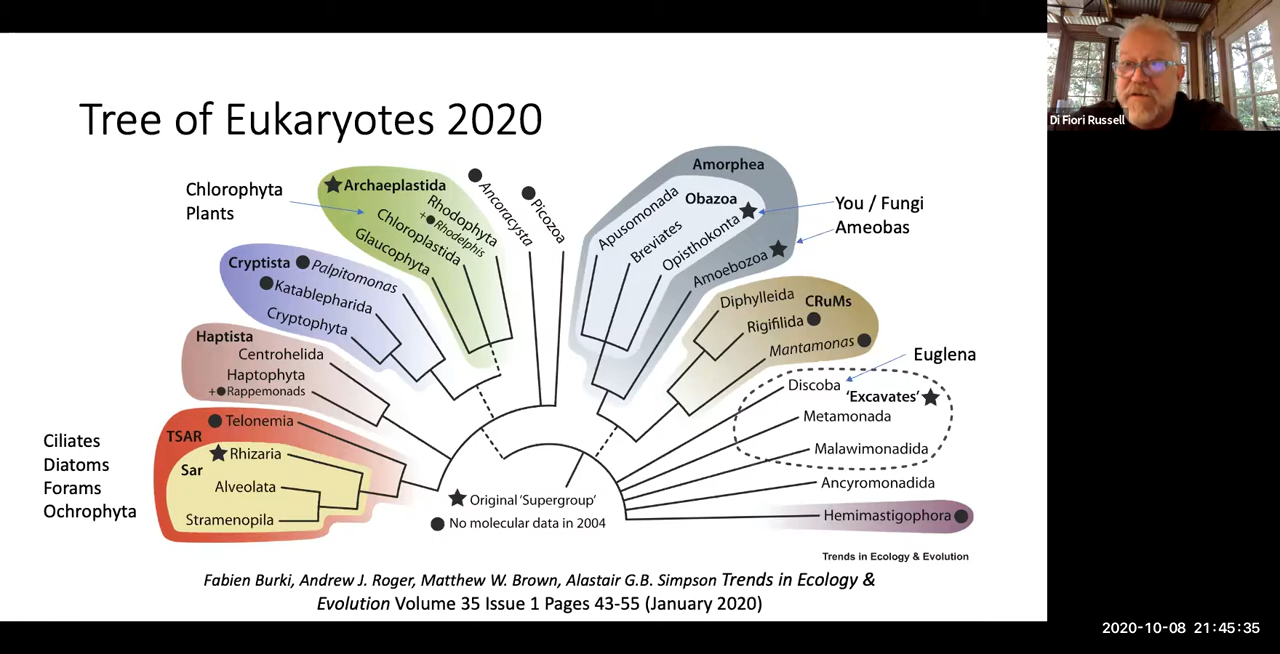 Di Fiori Russell
Tree of Eukaryotes 2020
Chlorophyta
Plants
Archaeplastida
Rhodophyta
+ Rhodelphis
Chloroplastida
Glaucophyta
Ancoracysta
Picozoa
Amorphea
Obazoa
Apusomonada
Breviates
Opisthokonta
Amoebozoa
You / Fungi
Ameobas
Cryptista
Palpitomonas
Katablepharida
Cryptophyta
Diphylleida
CRuMs
Rigifilida
Mantamonas
Haptista
Centrohelida
Haptophyta
+ Rappemonads
Euglena
Discoba
'Excavates'
Metamonada
Malawimonadida
Ancyromonadida
Hemimastigophora
Ciliates
Diatoms
Forams
Ochrophyta
TSAR
Telonemia
Sar
Rhizaria
Alveolata
Stramenopila
Original 'Supergroup'
No molecular data in 2004
Trends in Ecology & Evolution
Fabien Burki, Andrew J. Roger, Matthew W. Brown, Alastair G.B. Simpson Trends in Ecology &
Evolution Volume 35 Issue 1 Pages 43-55 (January 2020)
2020-10-08 21:45:35